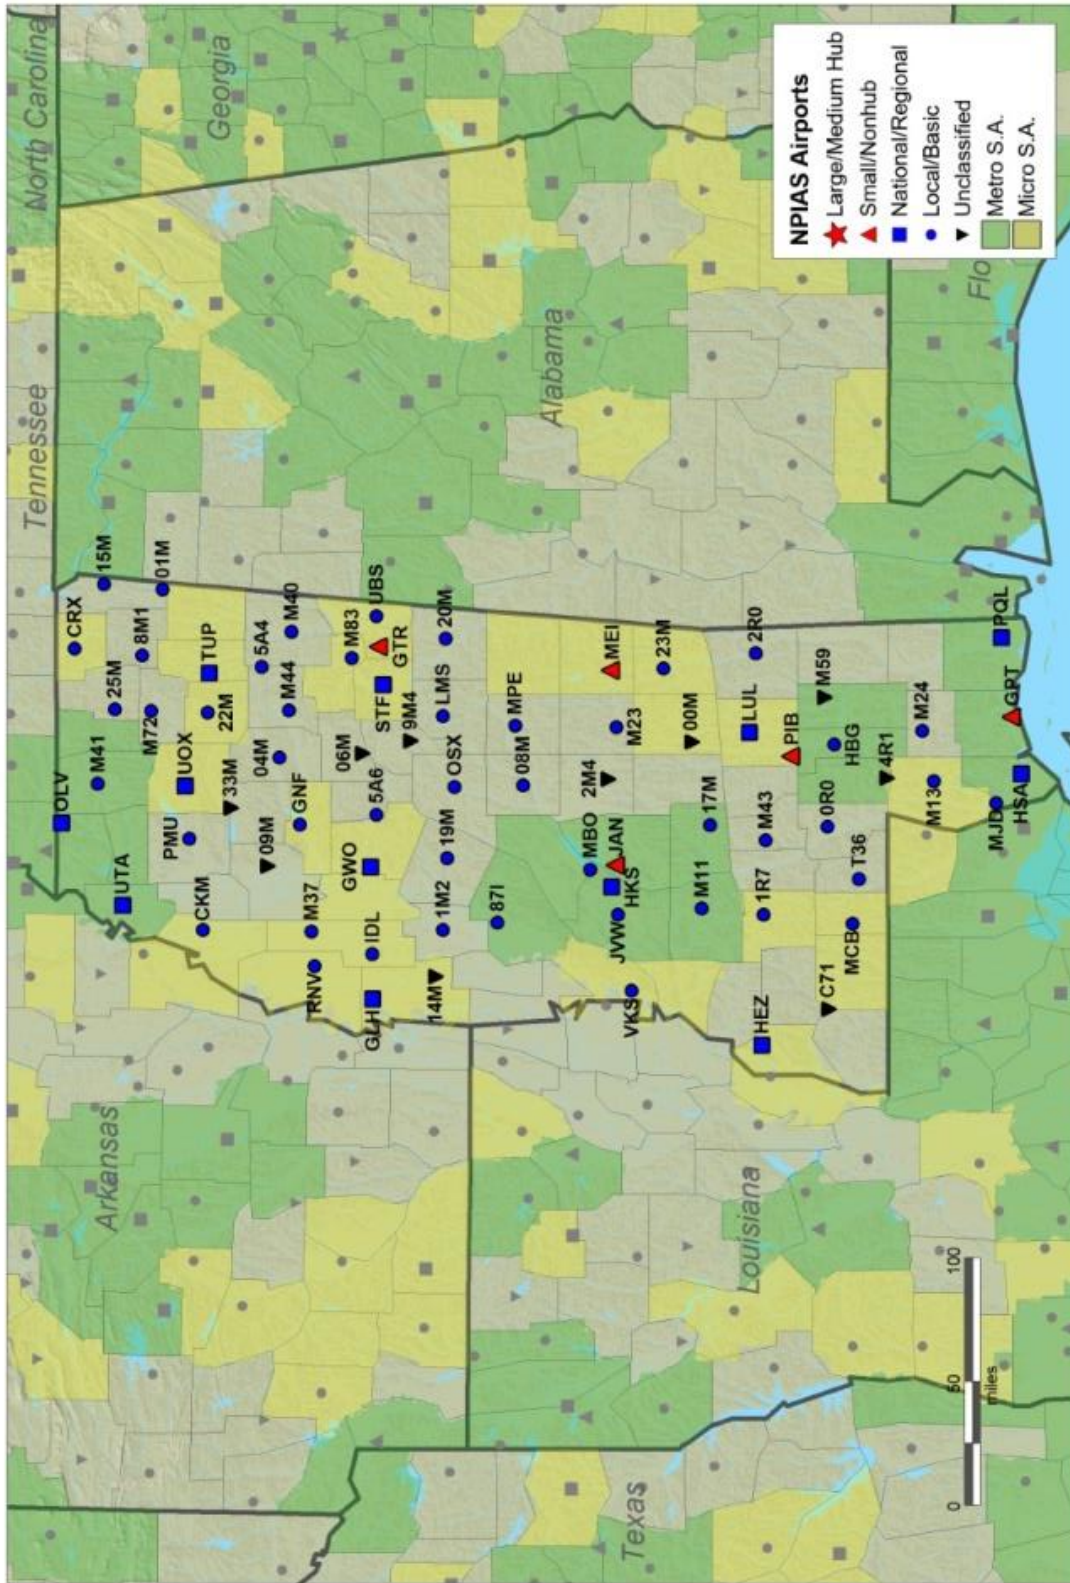 North Carolina
Tennessee
Georgia
Arkansas
Alabama
Louisiana
Texas
Flo
OLV
M41
CRX
15M
UTA
25M
8M1
01M
M72
PMU
UOX
22M
TUP
CKM
33M
09M
04M
5A4
M44
M40
GNF
M37
RNV
06M
M83
UBS
GTR
STF
9M4
5A6
GWO
IDL
GLH
14M
1M2
19M
OSX
LMS
20M
87I
08M
MPE
MBO
2M4
MEI
JAN
HKS
JVW
M23
VKS
23M
00M
M11
17M
2R0
LUL
HEZ
1R7
M43
PIB
M59
C71
MCB
T36
0R0
HBG
4R1
M24
M13
MJD
HSA
GPT
PQL
NPIAS Airports
Large/Medium Hub
Small/Nonhub
National/Regional
Local/Basic
Unclassified
Metro S.A.
Micro S.A.
0 50 100
miles